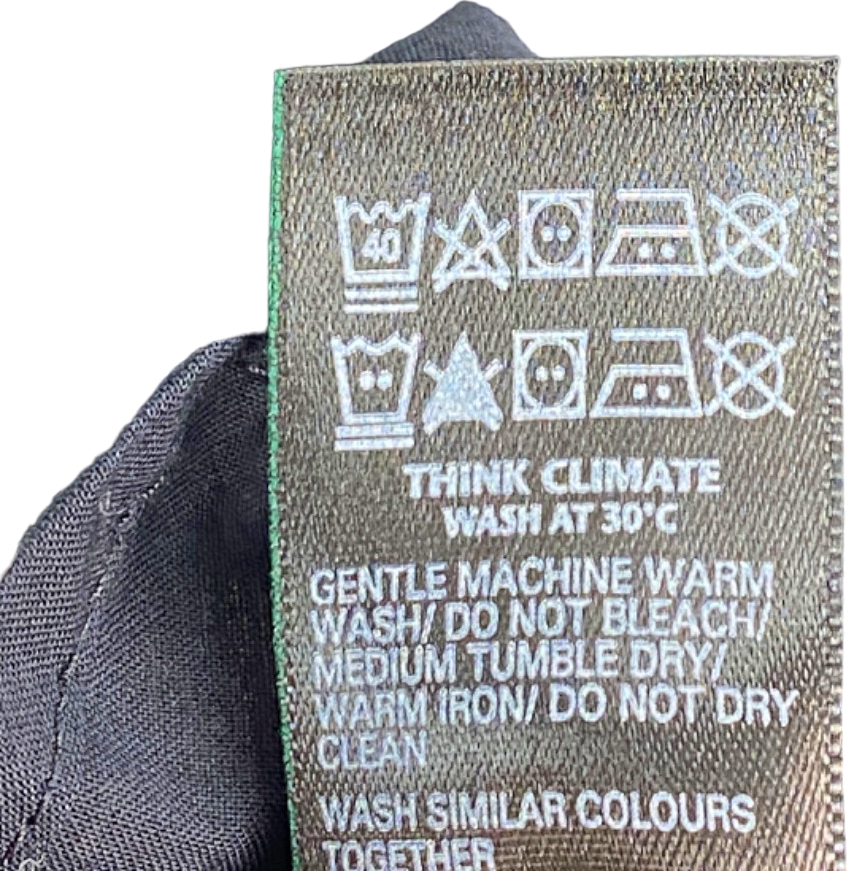 40
THINK CLIMATE
WASH AT 30°C
GENTLE MACHINE WARM
WASH/ DO NOT BLEACH/
MEDIUM TUMBLE DRY/
WARM IRON/ DO NOT DRY
CLEAN
WASH SIMILAR COLOURS
TOGETHER